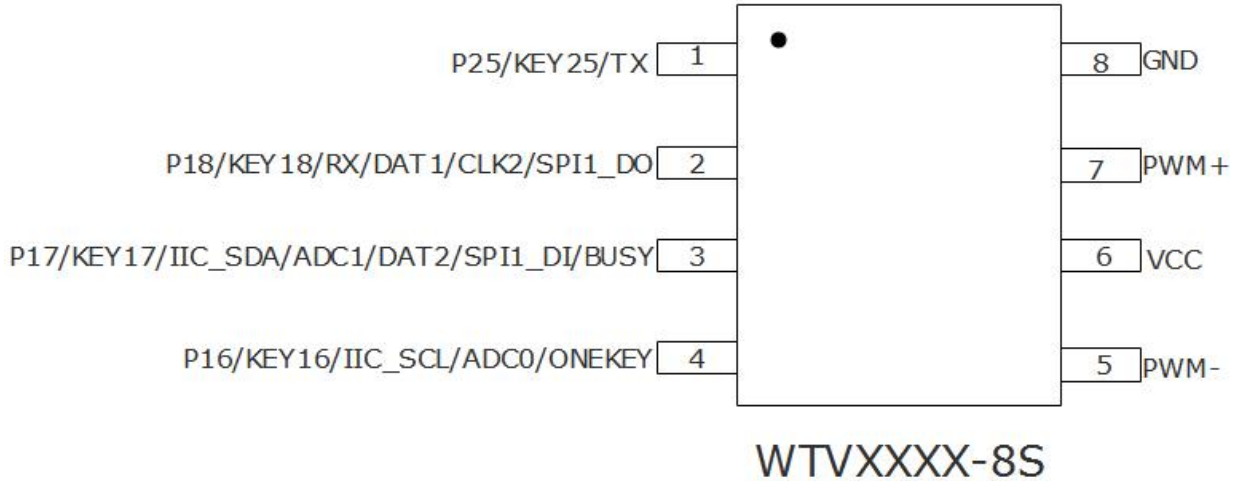 P25/KEY25/TX 1 8 GND
P18/KEY18/RX/DAT1/CLK2/SPI1_DO 2 7 PWM+
P17/KEY17/IIC_SDA/ADC1/DAT2/SPI1_DI/BUSY 3 6 VCC
P16/KEY16/IIC_SCL/ADC0/ONEKEY 4 5 PWM-
WTVXXXX-8S